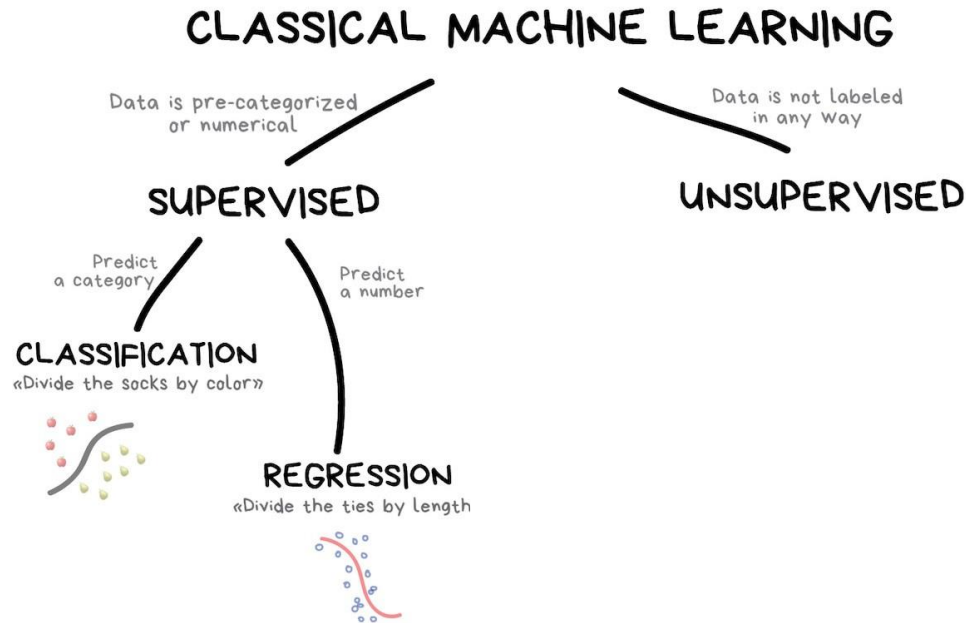 CLASSICAL MACHINE LEARNING
Data is pre-categorized
or numerical
Data is not labeled
in any way
SUPERVISED
UNSUPERVISED
Predict
a category
Predict
a number
CLASSIFICATION
«Divide the socks by color»
REGRESSION
«Divide the ties by length